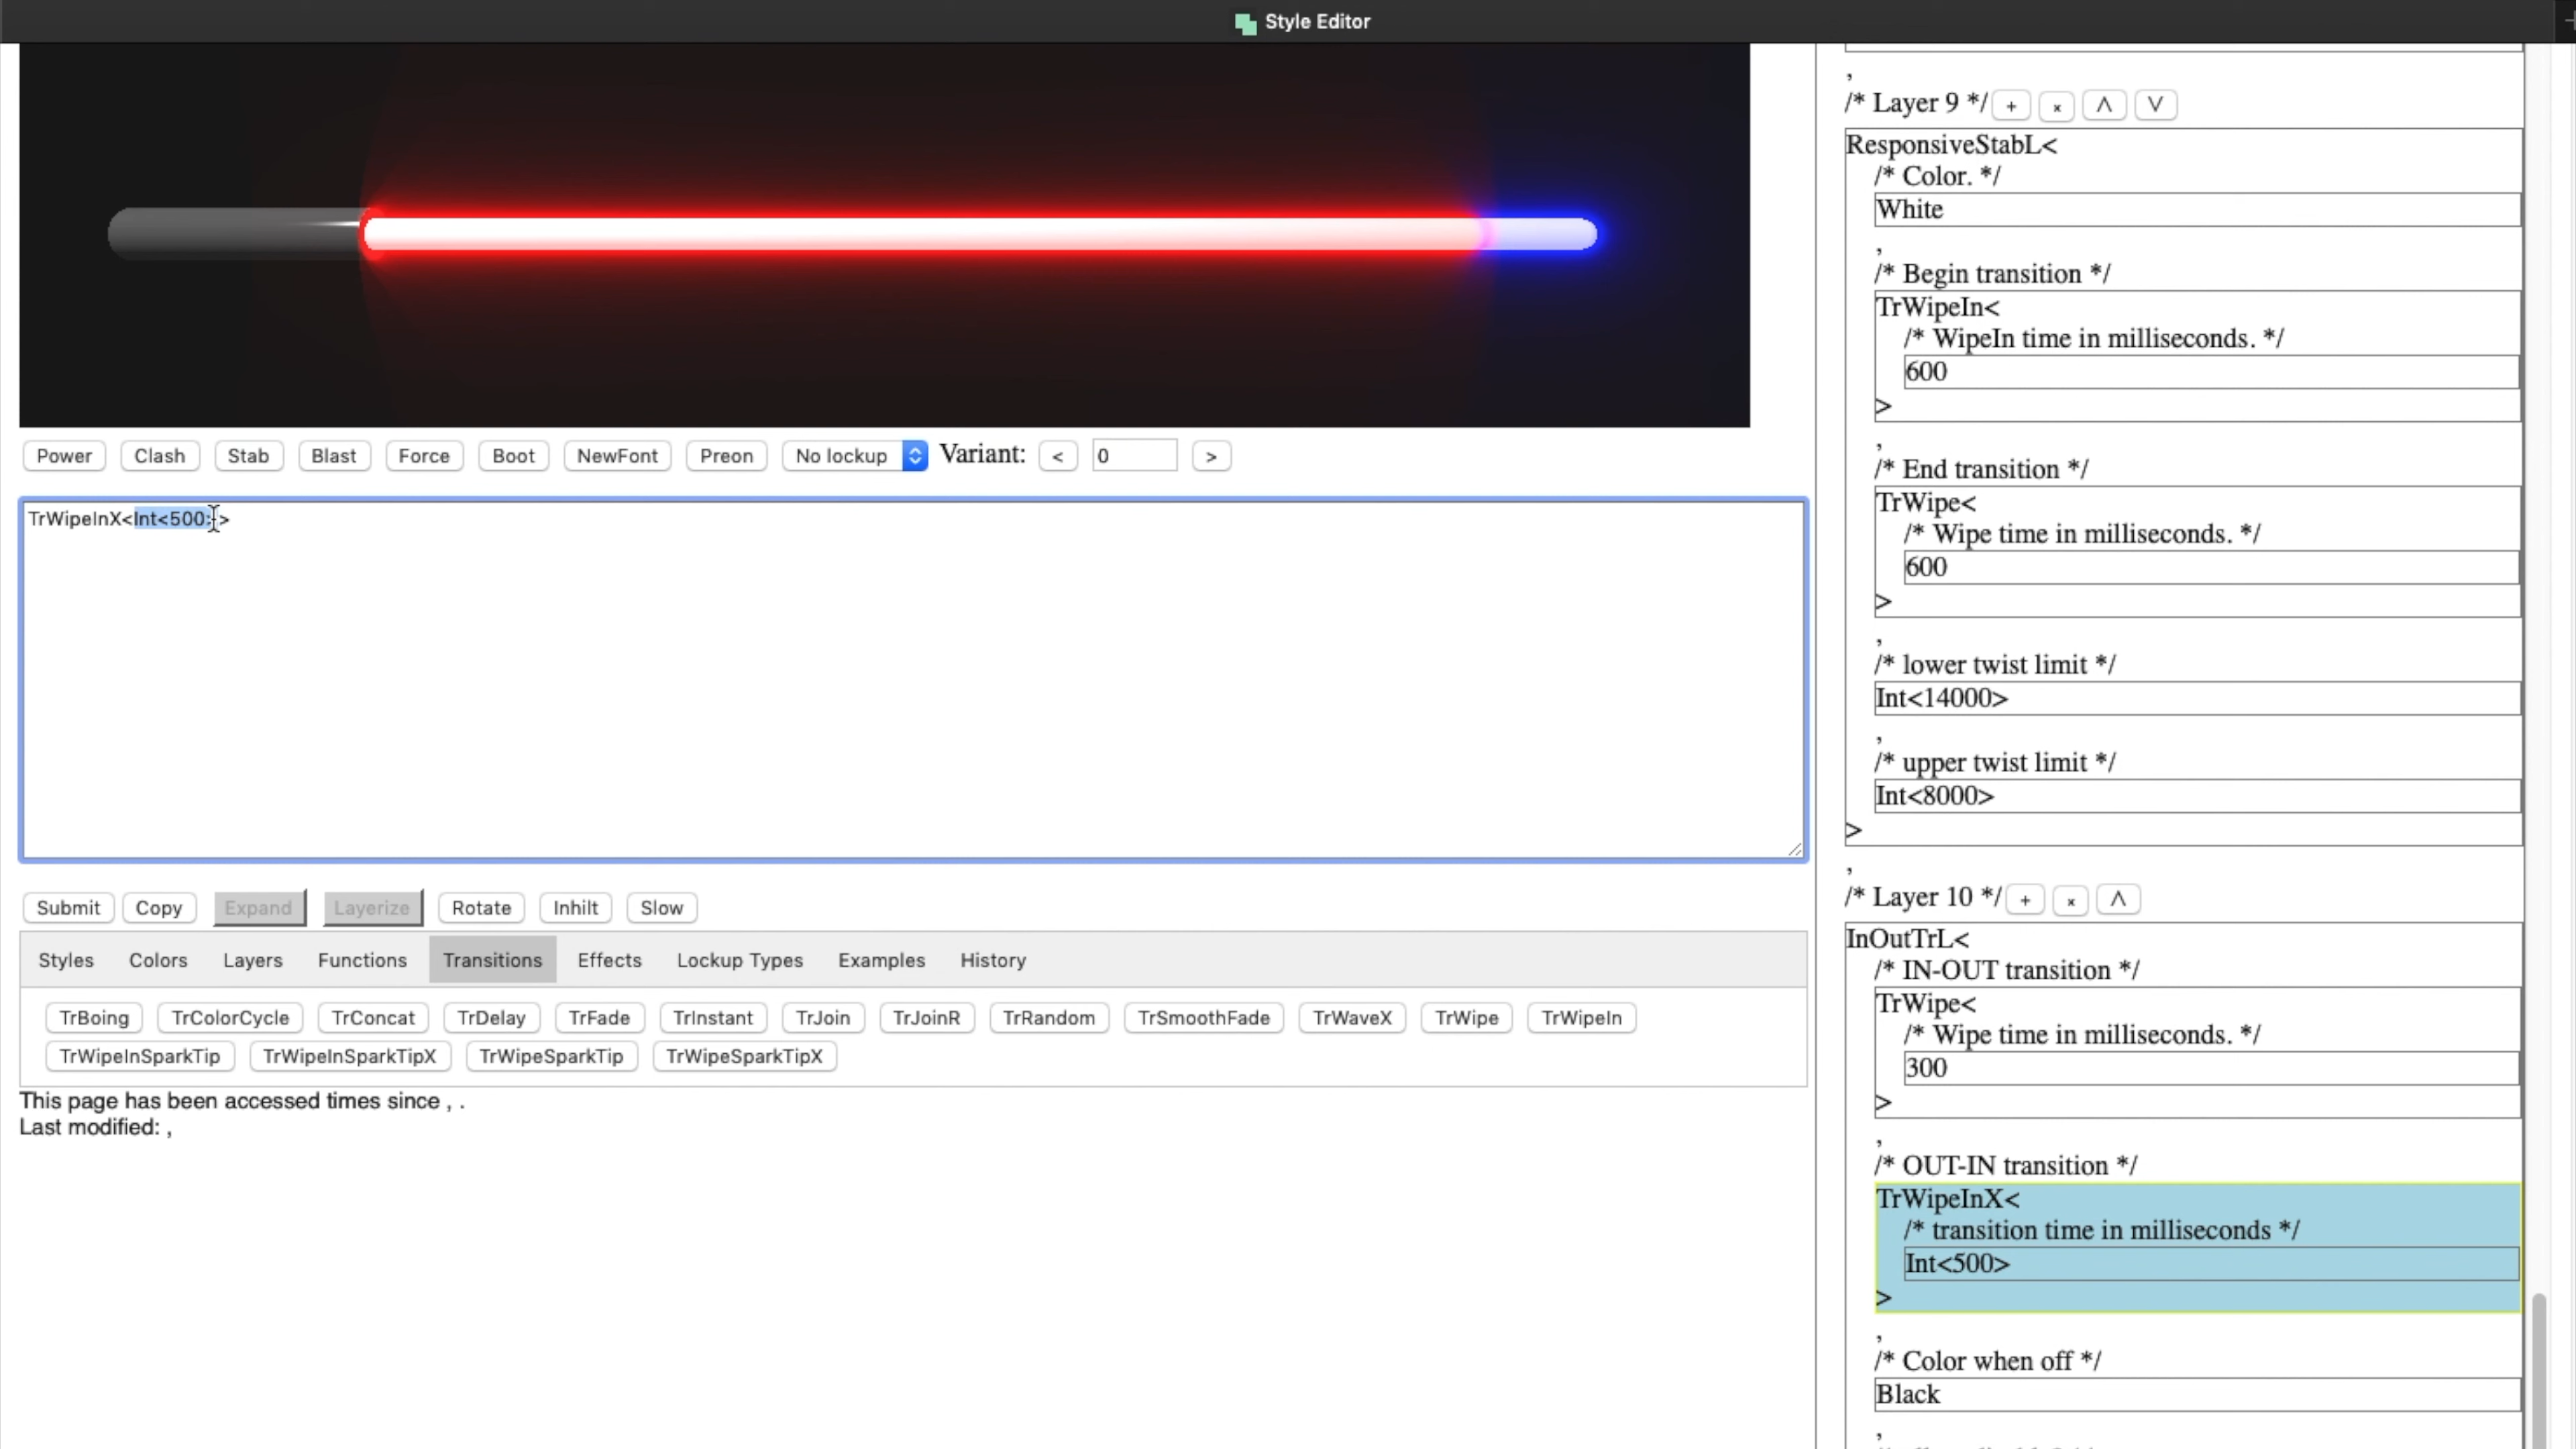 Style Editor
Power Clash Stab Blast Force Boot NewFont Preon No lockup Variant: < 0 >
TrWipeInX<Int<500>>
Submit Copy Expand Layerize Rotate Inhilt Slow
Styles Colors Layers Functions Transitions Effects Lockup Types Examples History
TrBoing TrColorCycle TrConcat TrDelay TrFade TrInstant TrJoin TrJoinR TrRandom TrSmoothFade TrWaveX TrWipe TrWipeIn
TrWipeInSparkTip TrWipeInSparkTipX TrWipeSparkTip TrWipeSparkTipX
This page has been accessed times since , .
Last modified: ,
,
/* Layer 9 */ + × Λ V
ResponsiveStabL<
/* Color. */
White
,
/* Begin transition */
TrWipeIn<
/* WipeIn time in milliseconds. */
600
>
,
/* End transition */
TrWipe<
/* Wipe time in milliseconds. */
600
>
,
/* lower twist limit */
Int<14000>
,
/* upper twist limit */
Int<8000>
>
,
/* Layer 10 */ + × Λ
InOutTrL<
/* IN-OUT transition */
TrWipe<
/* Wipe time in milliseconds. */
300
>
,
/* OUT-IN transition */
TrWipeInX<
/* transition time in milliseconds */
Int<500>
>
,
/* Color when off */
Black
,